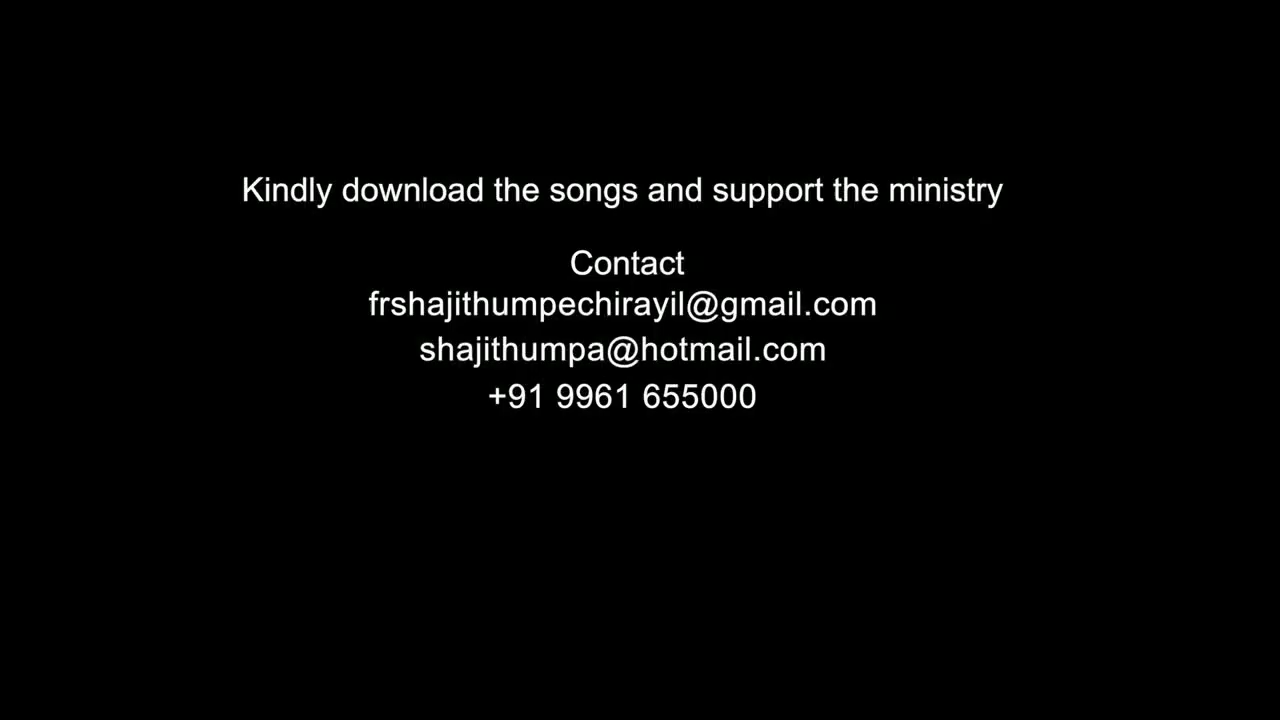 Kindly download the songs and support the ministry
Contact
frshajithumpechirayil@gmail.com
shajithumpa@hotmail.com
+91 9961 655000